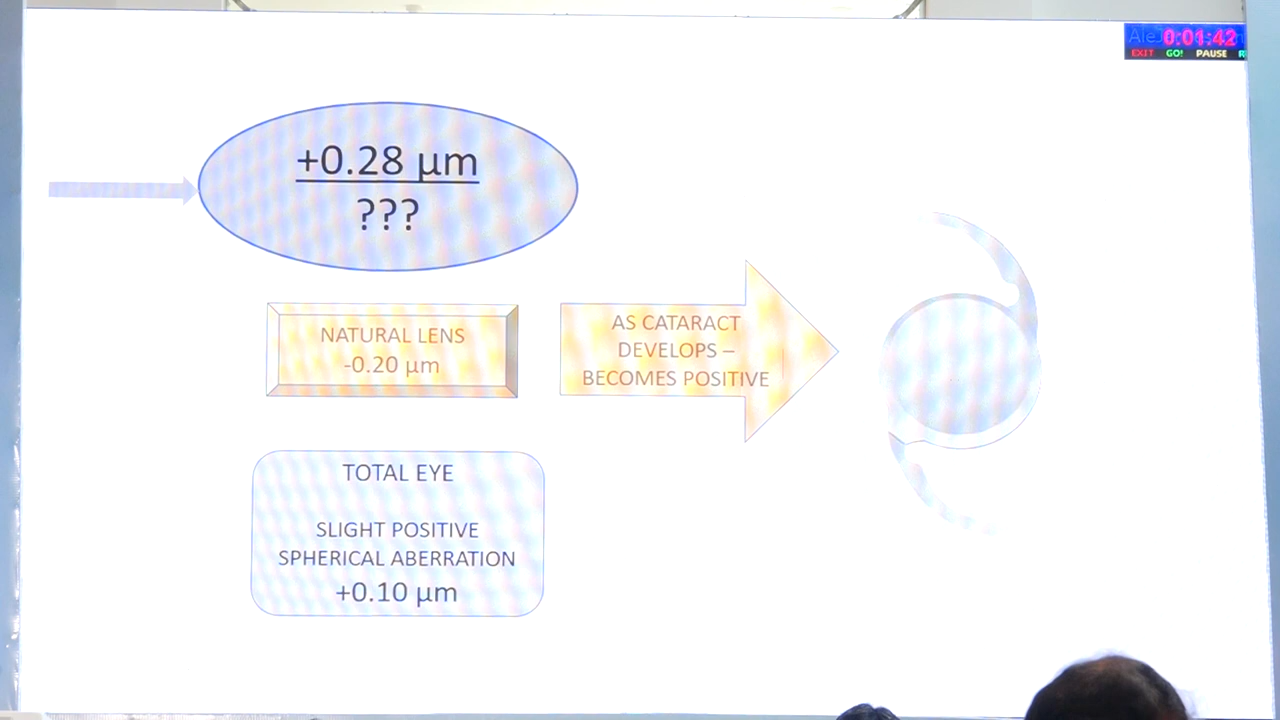 0:01:42
EXIT GO! PAUSE
+0.28 µm
???
NATURAL LENS
-0.20 µm
AS CATARACT
DEVELOPS –
BECOMES POSITIVE
TOTAL EYE
SLIGHT POSITIVE
SPHERICAL ABERRATION
+0.10 µm